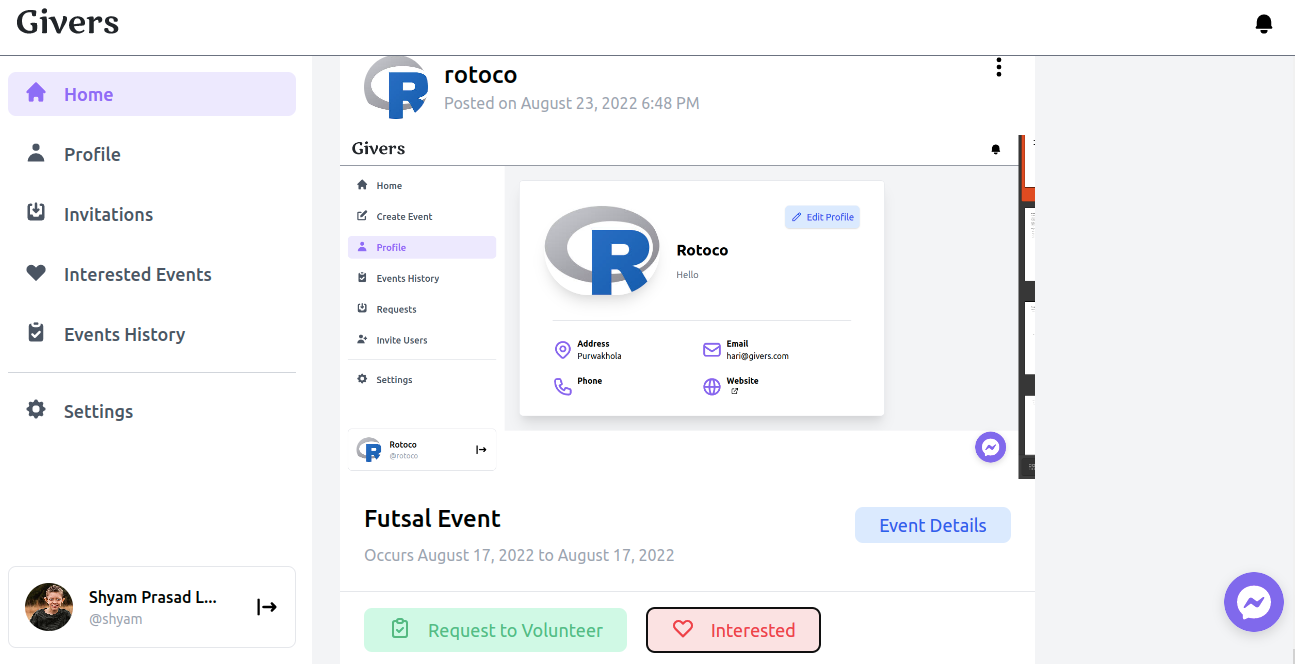 Givers
Home
Profile
Invitations
Interested Events
Events History
Settings
Shyam Prasad L...
@shyam
rotoco
Posted on August 23, 2022 6:48 PM
Givers
Home
Create Event
Profile
Events History
Requests
Invite Users
Settings
Rotoco
@rotoco
Edit Profile
Rotoco
Hello
Address
Purwakhola
Email
hari@givers.com
Phone
Website
Futsal Event
Event Details
Occurs August 17, 2022 to August 17, 2022
Request to Volunteer
Interested